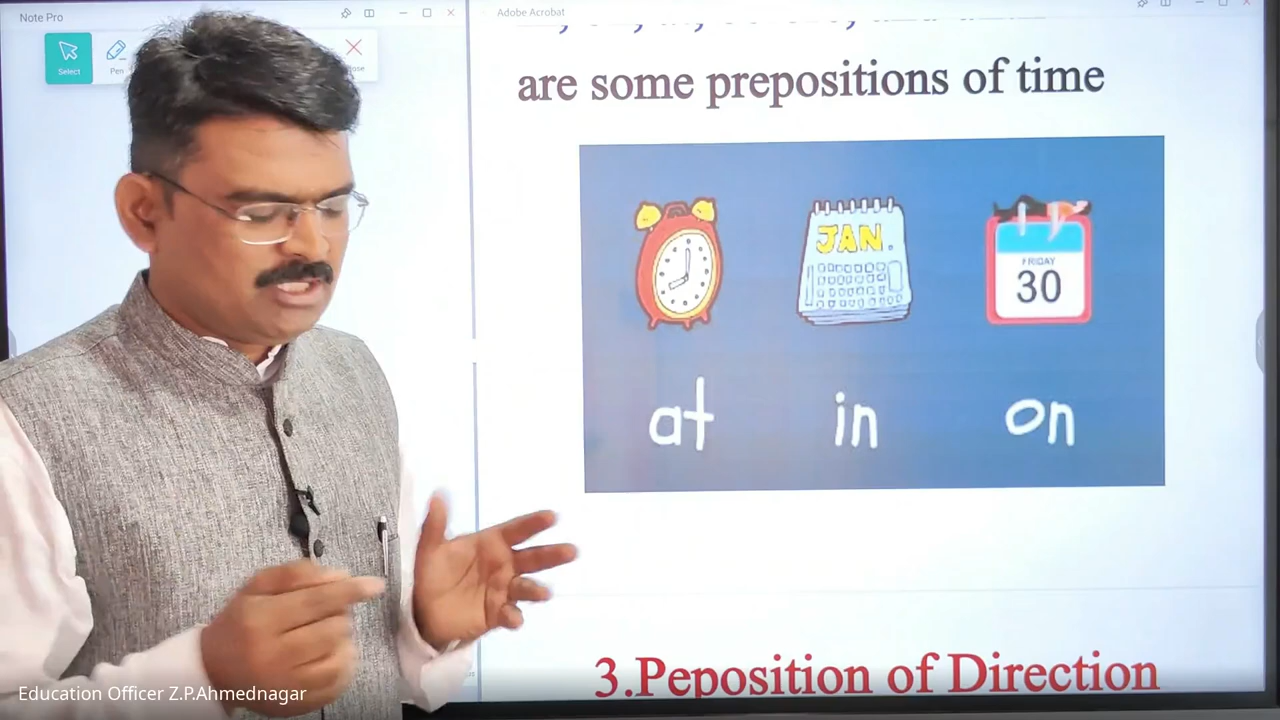 Note Pro
Adobe Acrobat
Select
Pen
are some prepositions of time
JAN.
FRIDAY
30
at in on
3.Peposition of Direction
Education Officer Z.P.Ahmednagar